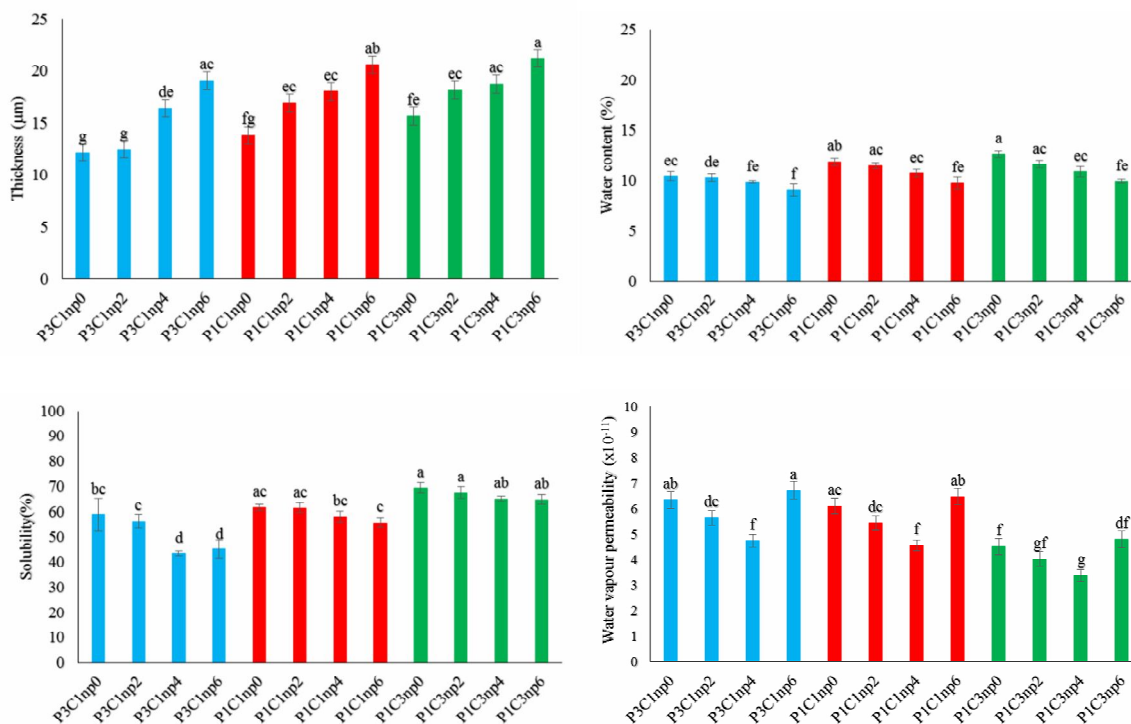 25
20
15
10
5
0
Thickness (µm)
g
g
de
ac
fg
ec
ec
ab
fe
ec
ac
a
P3C1np0
P3C1np2
P3C1np4
P3C1np6
P1C1np0
P1C1np2
P1C1np4
P1C1np6
P1C3np0
P1C3np2
P1C3np4
P1C3np6
25
20
15
10
5
0
Water content (%)
ec
de
fe
f
ab
ac
ec
fe
a
ac
ec
fe
P3C1np0
P3C1np2
P3C1np4
P3C1np6
P1C1np0
P1C1np2
P1C1np4
P1C1np6
P1C3np0
P1C3np2
P1C3np4
P1C3np6
100
90
80
70
60
50
40
30
20
10
0
Solubility(%)
bc
c
d
d
ac
ac
bc
c
a
a
ab
ab
P3C1np0
P3C1np2
P3C1np4
P3C1np6
P1C1np0
P1C1np2
P1C1np4
P1C1np6
P1C3np0
P1C3np2
P1C3np4
P1C3np6
10
9
8
7
6
5
4
3
2
1
0
Water vapour permeability (x10⁻¹¹)
ab
dc
f
a
ac
dc
f
ab
f
gf
g
df
P3C1np0
P3C1np2
P3C1np4
P3C1np6
P1C1np0
P1C1np2
P1C1np4
P1C1np6
P1C3np0
P1C3np2
P1C3np4
P1C3np6